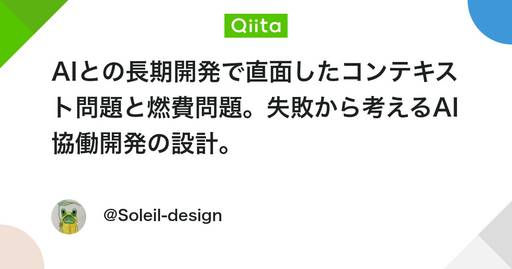 Qiita
AIとの長期開発で直面したコンテキス
ト問題と燃費問題。失敗から考えるAI
協働開発の設計。
@Soleil-design